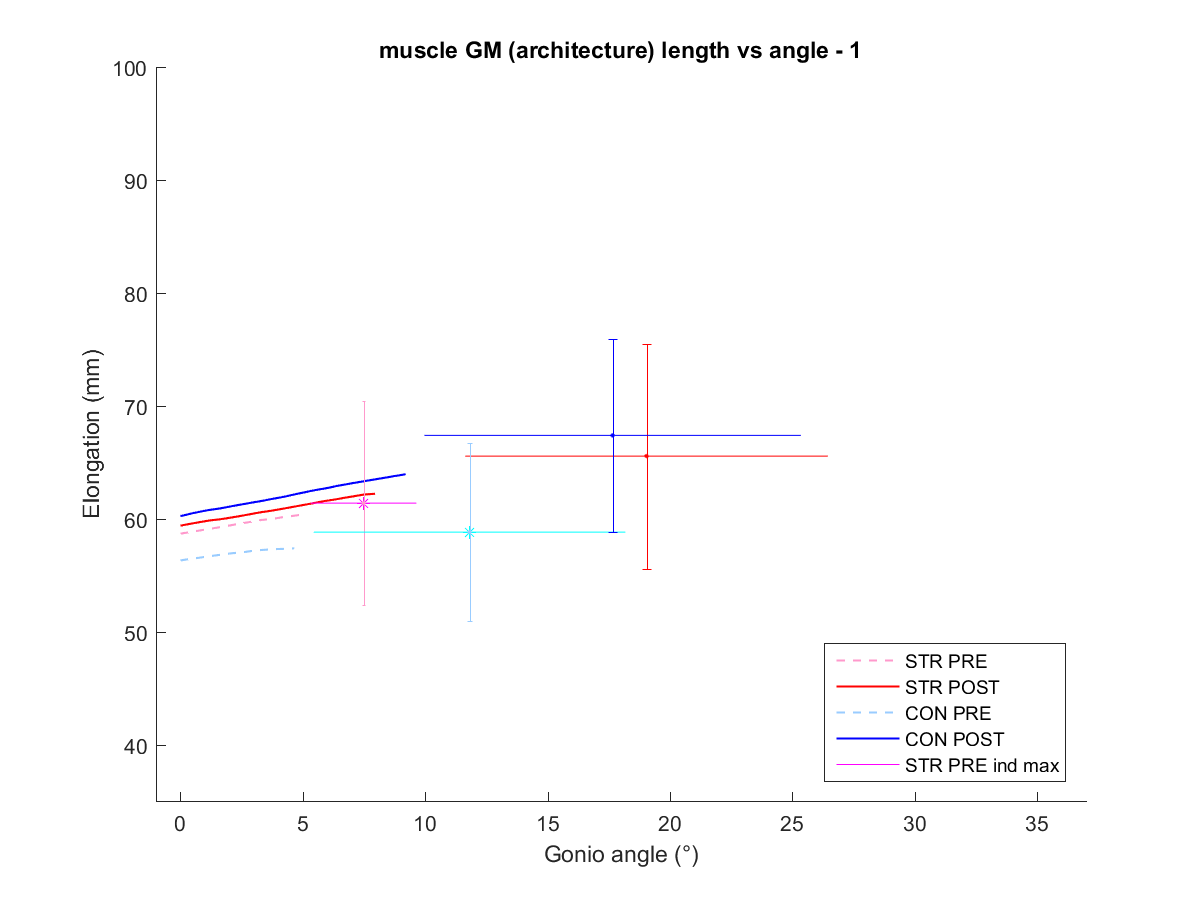 muscle GM (architecture) length vs angle - 1
100
90
80
70
60
50
40
Elongation (mm)
0 5 10 15 20 25 30 35
Gonio angle (°)
STR PRE
STR POST
CON PRE
CON POST
STR PRE ind max